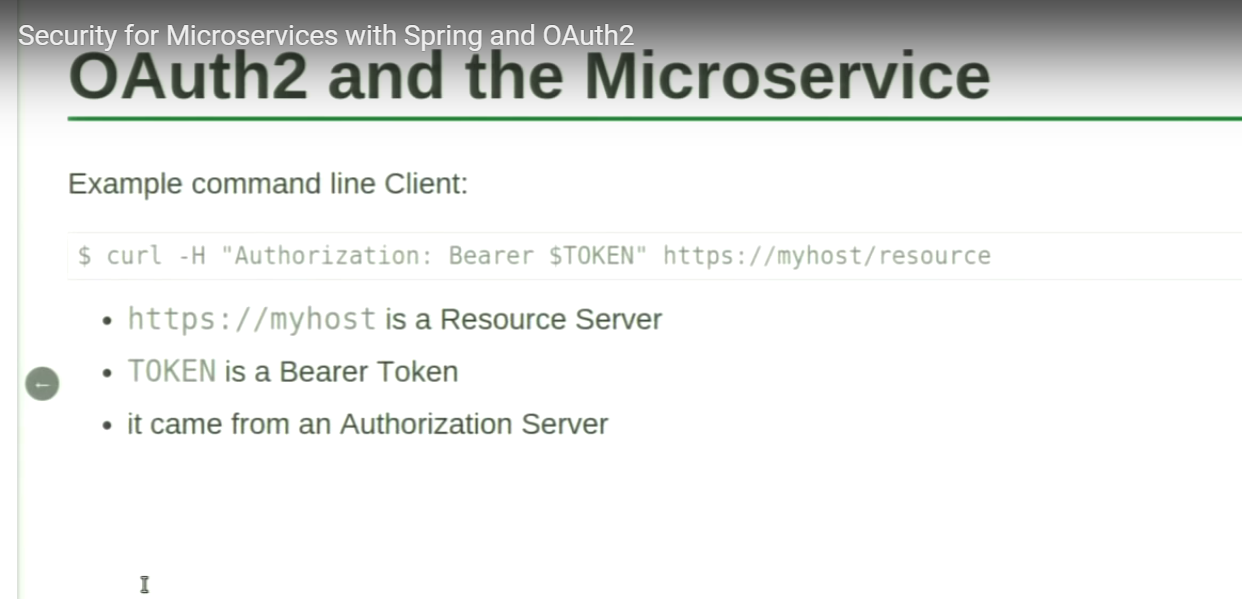 Security for Microservices with Spring and OAuth2
OAuth2 and the Microservice
Example command line Client:
$ curl -H "Authorization: Bearer $TOKEN" https://myhost/resource
• https://myhost is a Resource Server
• TOKEN is a Bearer Token
←
• it came from an Authorization Server